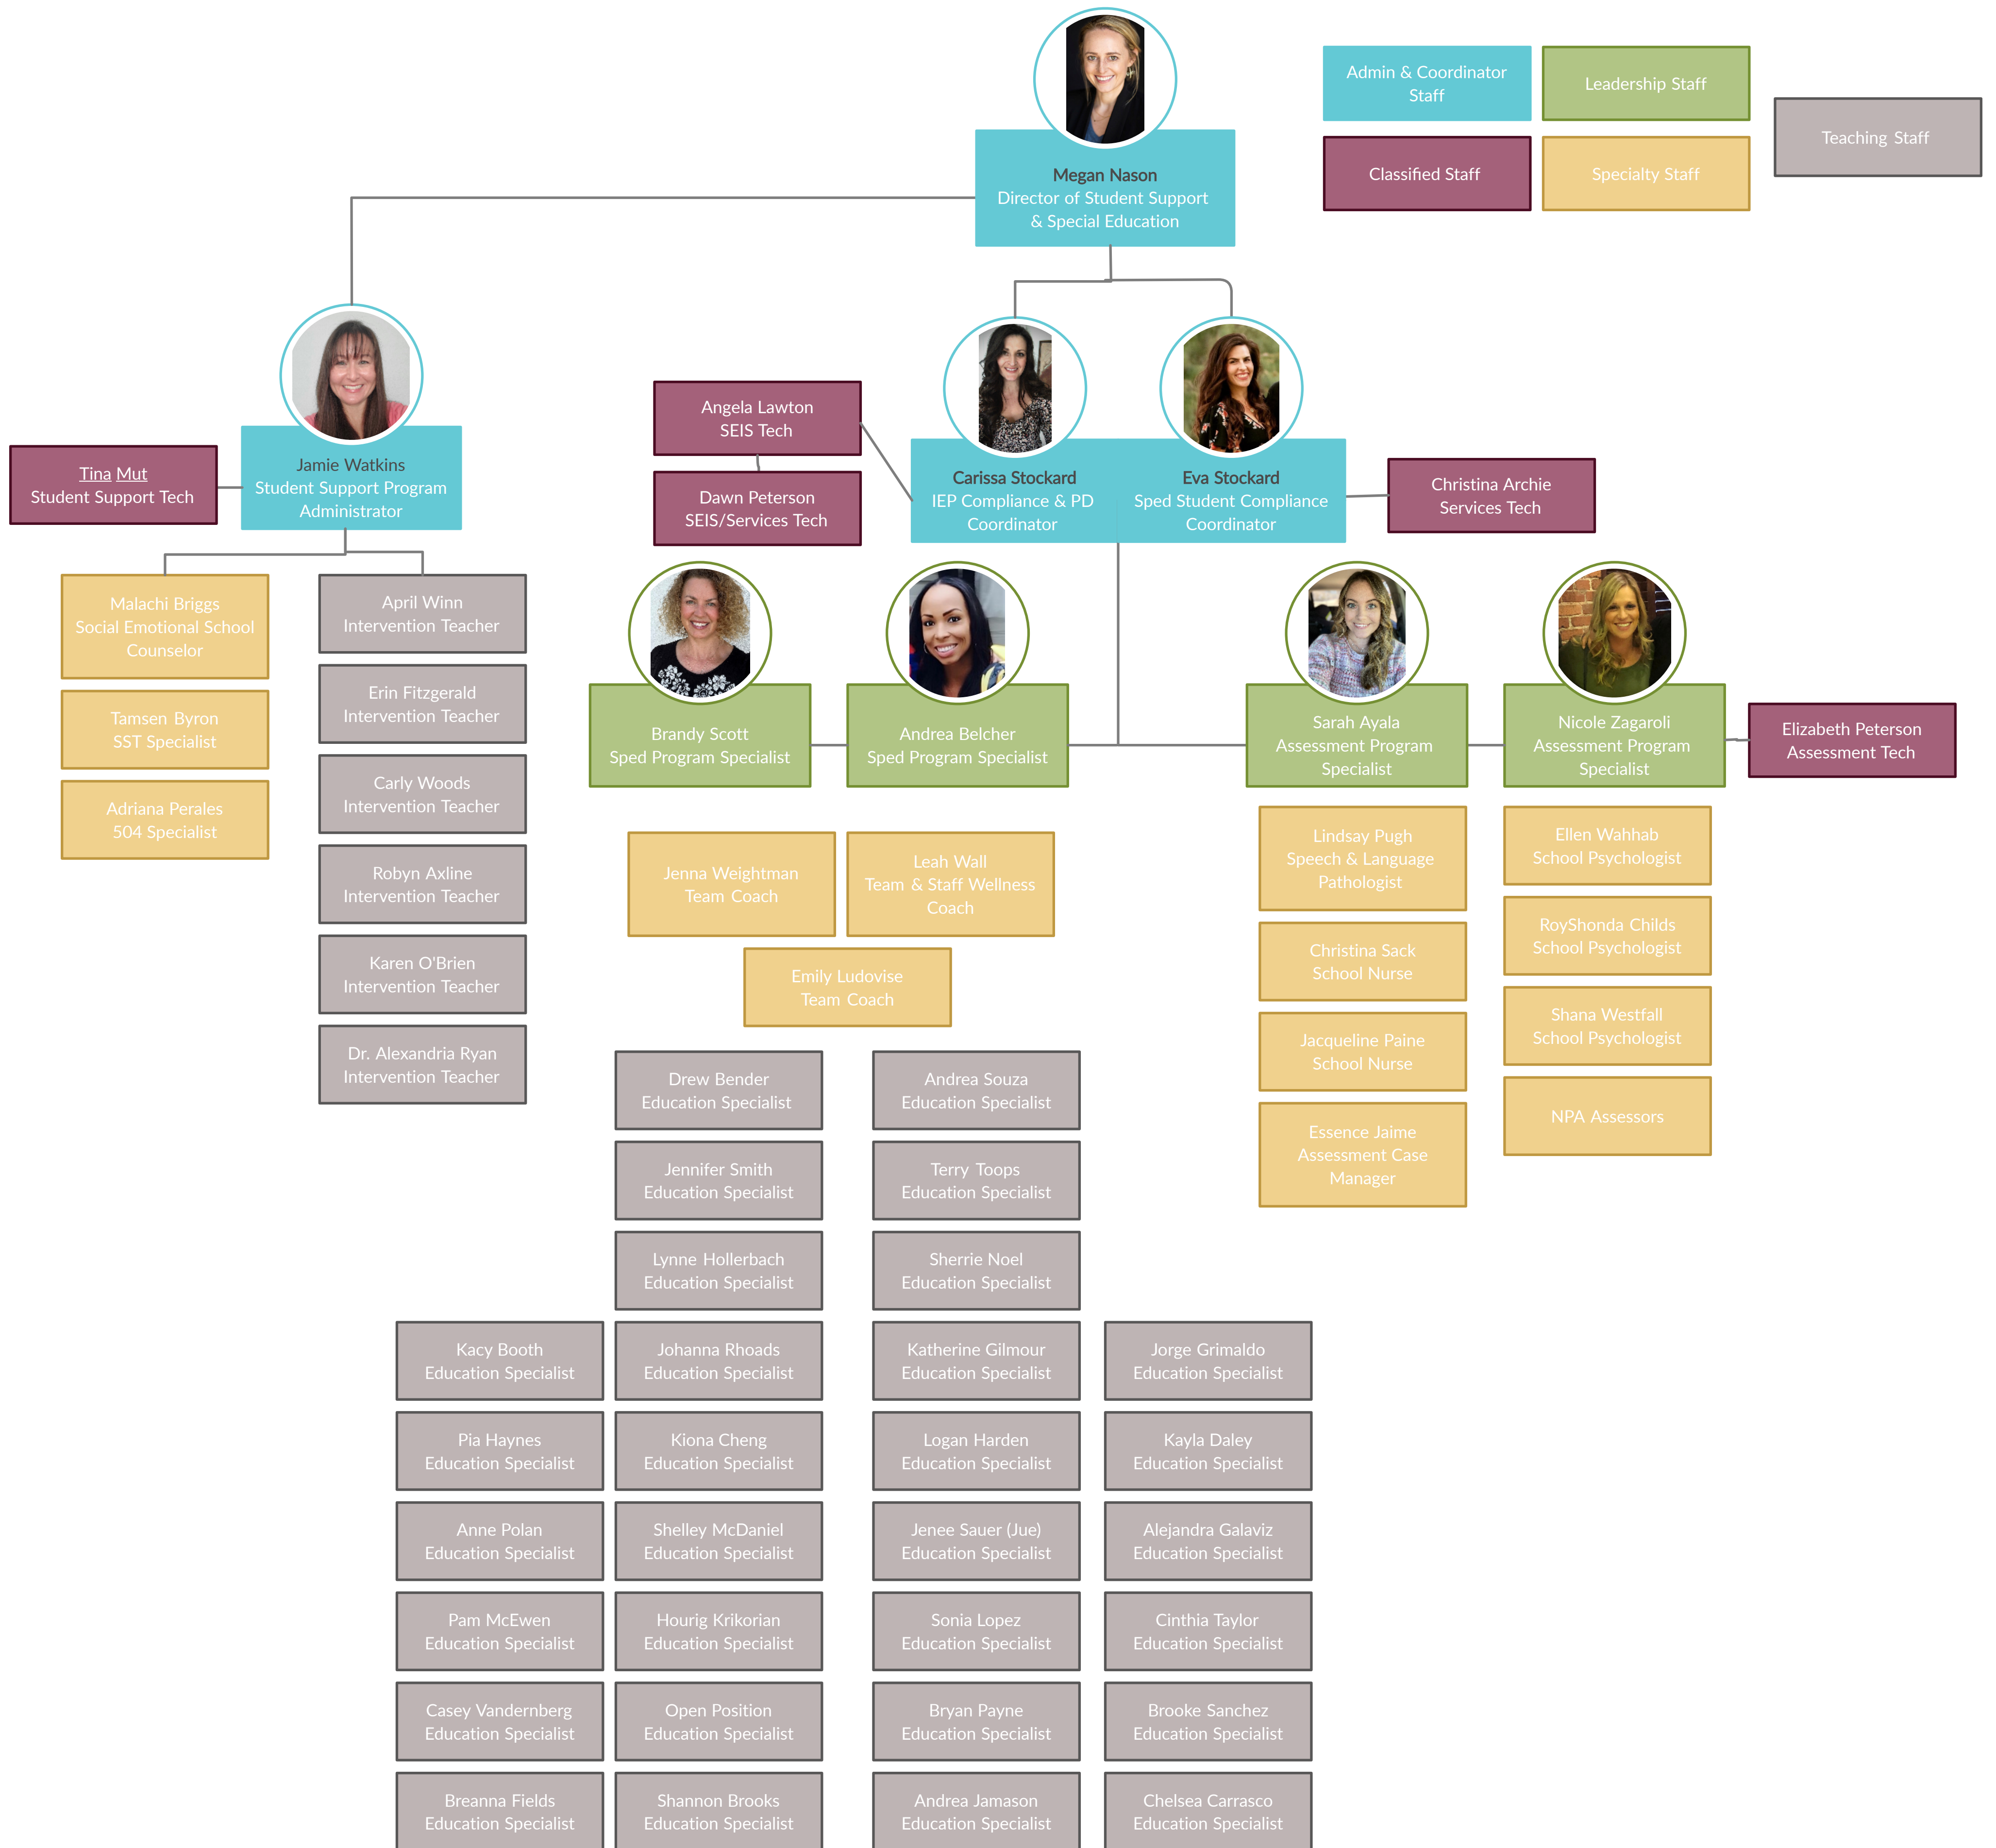 Admin & Coordinator
Staff
Leadership Staff
Teaching Staff
Classified Staff
Specialty Staff
Megan Nason
Director of Student Support
& Special Education
Jamie Watkins
Student Support Program
Administrator
Tina Mut
Student Support Tech
Angela Lawton
SEIS Tech
Dawn Peterson
SEIS/Services Tech
Carissa Stockard
IEP Compliance & PD
Coordinator
Eva Stockard
Sped Student Compliance
Coordinator
Christina Archie
Services Tech
Malachi Briggs
Social Emotional School
Counselor
Tamsen Byron
SST Specialist
Adriana Perales
504 Specialist
April Winn
Intervention Teacher
Erin Fitzgerald
Intervention Teacher
Carly Woods
Intervention Teacher
Robyn Axline
Intervention Teacher
Karen O'Brien
Intervention Teacher
Dr. Alexandria Ryan
Intervention Teacher
Brandy Scott
Sped Program Specialist
Andrea Belcher
Sped Program Specialist
Sarah Ayala
Assessment Program
Specialist
Nicole Zagaroli
Assessment Program
Specialist
Elizabeth Peterson
Assessment Tech
Jenna Weightman
Team Coach
Leah Wall
Team & Staff Wellness
Coach
Emily Ludovise
Team Coach
Lindsay Pugh
Speech & Language
Pathologist
Christina Sack
School Nurse
Jacqueline Paine
School Nurse
Essence Jaime
Assessment Case
Manager
Ellen Wahhab
School Psychologist
RoyShonda Childs
School Psychologist
Shana Westfall
School Psychologist
NPA Assessors
Drew Bender
Education Specialist
Andrea Souza
Education Specialist
Jennifer Smith
Education Specialist
Terry Toops
Education Specialist
Lynne Hollerbach
Education Specialist
Sherrie Noel
Education Specialist
Kacy Booth
Education Specialist
Johanna Rhoads
Education Specialist
Katherine Gilmour
Education Specialist
Jorge Grimaldo
Education Specialist
Pia Haynes
Education Specialist
Kiona Cheng
Education Specialist
Logan Harden
Education Specialist
Kayla Daley
Education Specialist
Anne Polan
Education Specialist
Shelley McDaniel
Education Specialist
Jenee Sauer (Jue)
Education Specialist
Alejandra Galaviz
Education Specialist
Pam McEwen
Education Specialist
Hourig Krikorian
Education Specialist
Sonia Lopez
Education Specialist
Cinthia Taylor
Education Specialist
Casey Vandernberg
Education Specialist
Open Position
Education Specialist
Bryan Payne
Education Specialist
Brooke Sanchez
Education Specialist
Breanna Fields
Education Specialist
Shannon Brooks
Education Specialist
Andrea Jamason
Education Specialist
Chelsea Carrasco
Education Specialist